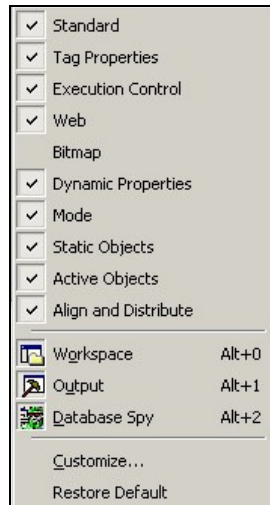 Standard
Tag Properties
Execution Control
Web
Bitmap
Dynamic Properties
Mode
Static Objects
Active Objects
Align and Distribute
Workspace Alt+0
Output Alt+1
Database Spy Alt+2
Customize...
Restore Default